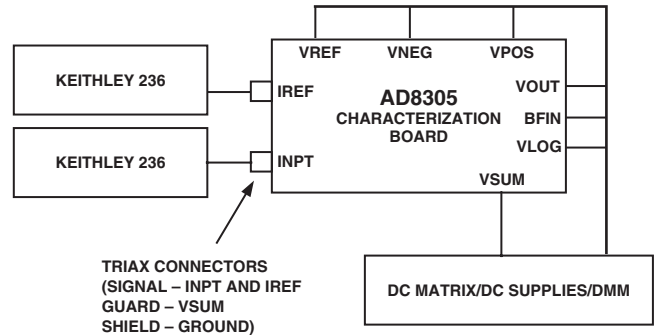 VREF VNEG VPOS
KEITHLEY 236
IREF
AD8305
CHARACTERIZATION
BOARD
VOUT
BFIN
VLOG
KEITHLEY 236
INPT
VSUM
TRIAX CONNECTORS
(SIGNAL – INPT AND IREF
GUARD – VSUM
SHIELD – GROUND)
DC MATRIX/DC SUPPLIES/DMM